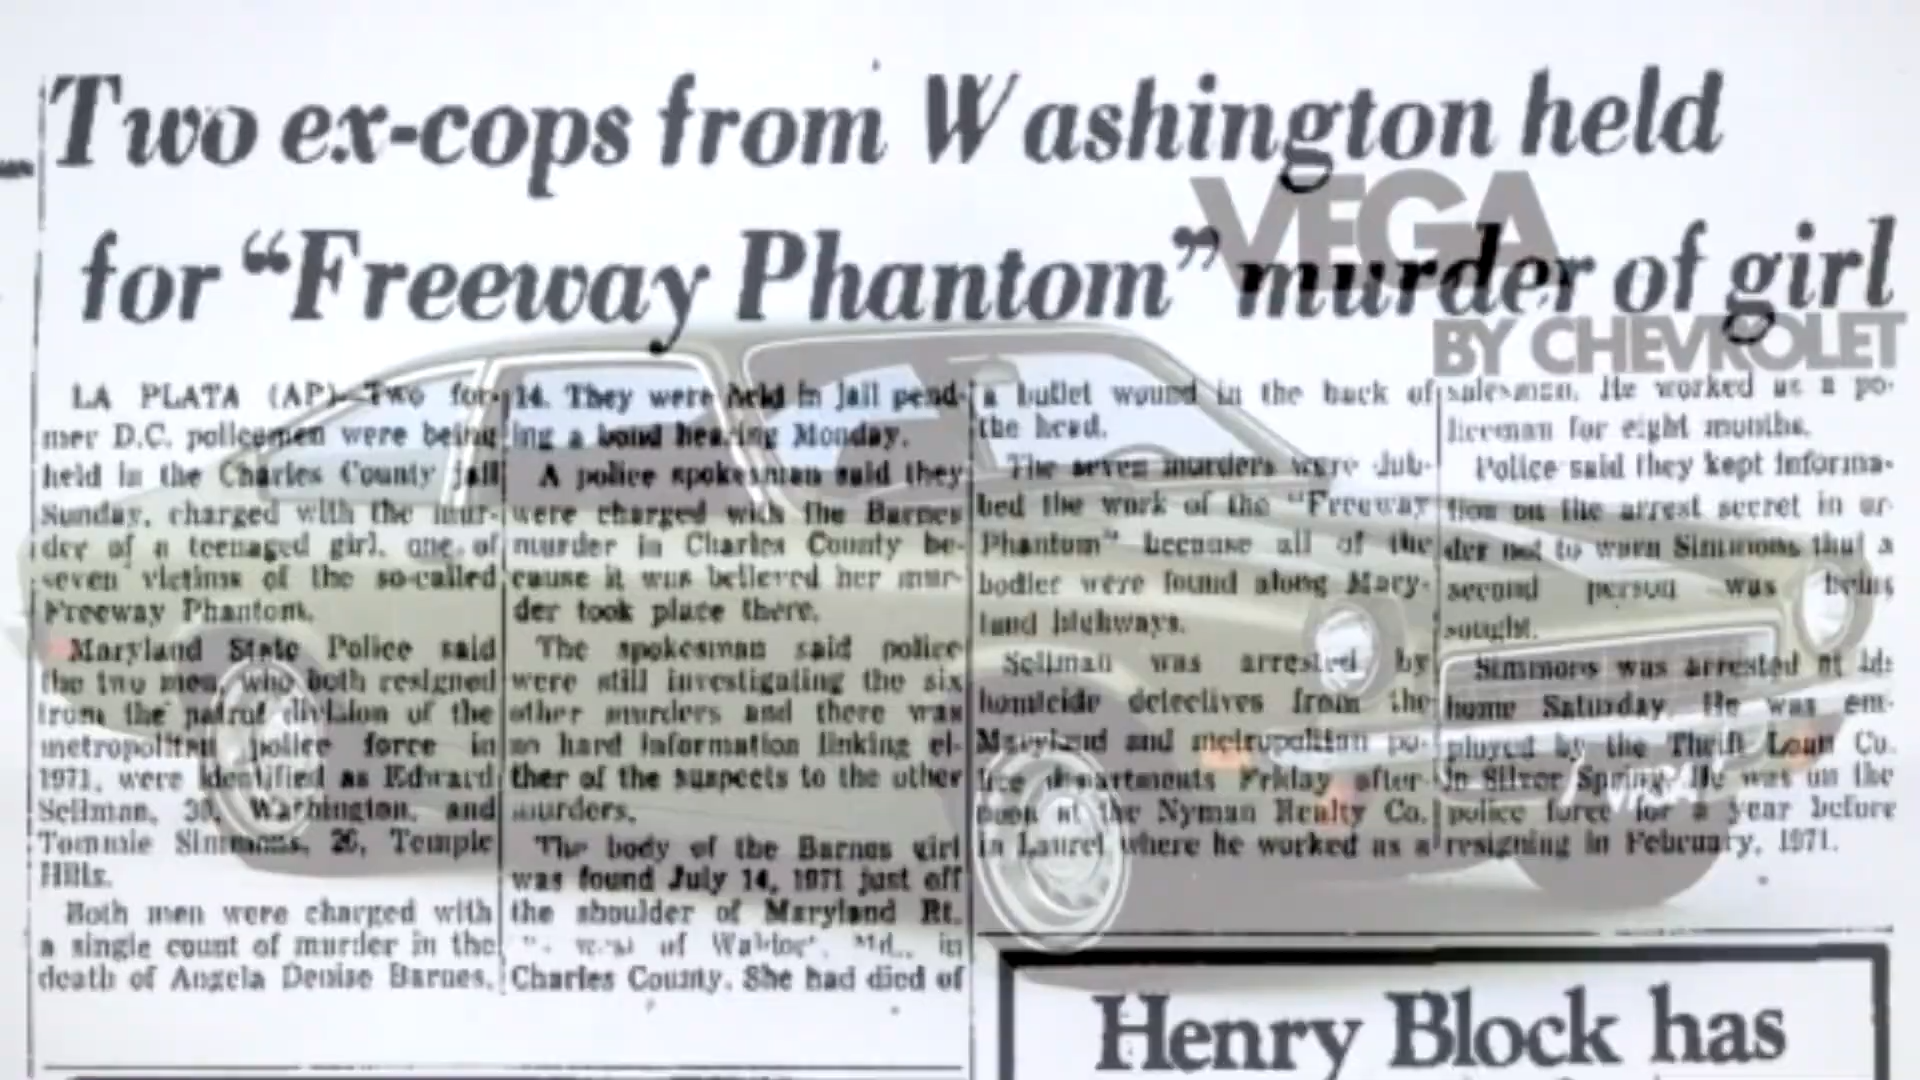 Two ex-cops from Washington held
for “Freeway Phantom” murder of girl
VEGA
BY CHEVROLET
LA PLATA (AP)—Two for-
mer D.C. policemen were being
held in the Charles County jail
Sunday, charged with the mur-
der of a teenaged girl, one of
seven victims of the so-called
Freeway Phantom.
Maryland State Police said
the two men, who both resigned
from the patrol division of the
metropolitan police force in
1971, were identified as Edward
Sellman, 30, Washington, and
Tommie Simmons, 26, Temple
Hills.
Both men were charged with
a single count of murder in the
death of Angela Denise Barnes,
14. They were held in jail pend-
ing a bond hearing Monday.
A police spokesman said they
were charged with the Barnes
murder in Charles County be-
cause it was believed her mur-
der took place there.
The spokesman said police
were still investigating the six
other murders and there was
no hard information linking ei-
ther of the suspects to the other
murders.
The body of the Barnes girl
was found July 14, 1971 just off
the shoulder of Maryland Rt.
of Md., in
Charles County. She had died of
a bullet wound in the back of
the head.
The seven murders were dub-
bed the work of the “Freeway
Phantom” because all of the
bodies were found along Mary-
land highways.
Sellman was arrested by
homicide detectives from the
Maryland and metropolitan po-
lice departments Friday after-
noon at the Nyman Realty Co.
in Laurel where he worked as a
salesman. He worked as a po-
liceman for eight months.
Police said they kept informa-
tion on the arrest secret in or-
der not to warn Simmons that a
second person was being
sought.
Simmons was arrested at his
home Saturday. He was em-
ployed by the Thrift Loan Co.
in Silver Spring. He was on the
police force for a year before
resigning in February, 1971.
Henry Block has